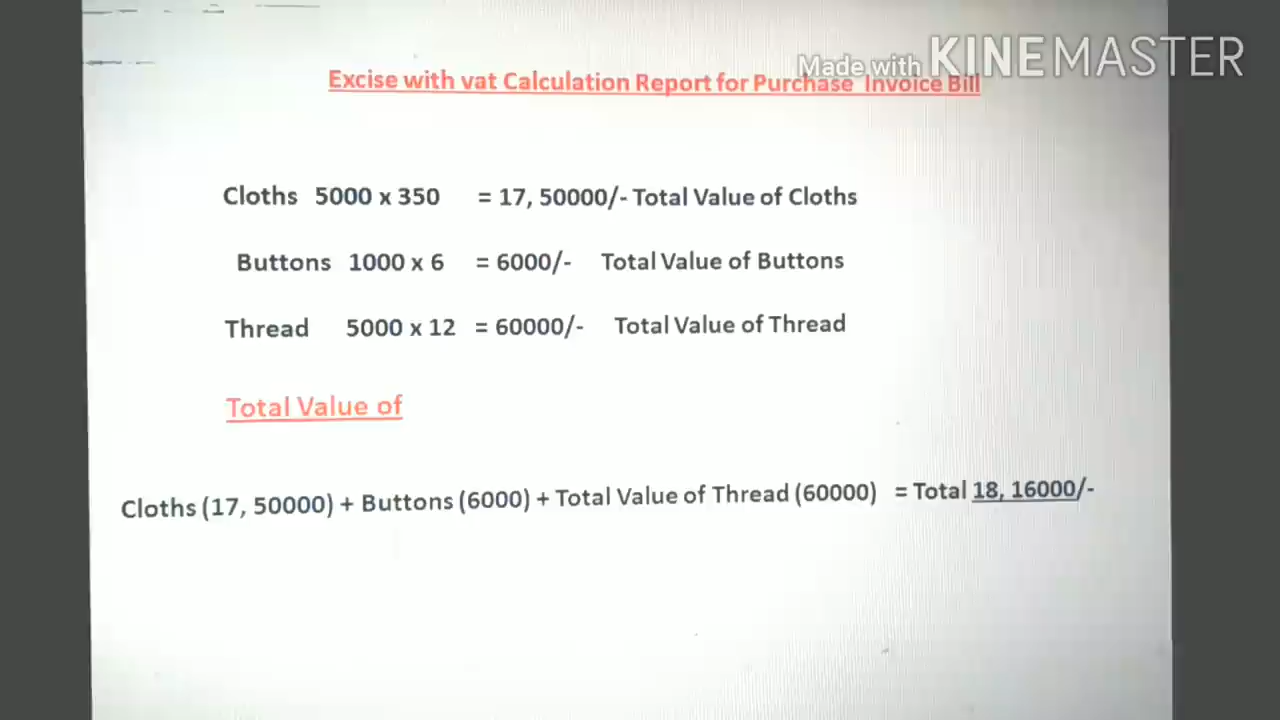 Made with KINEMASTER
Excise with vat Calculation Report for Purchase Invoice Bill
Cloths 5000 x 350 = 17, 50000/- Total Value of Cloths
Buttons 1000 x 6 = 6000/- Total Value of Buttons
Thread 5000 x 12 = 60000/- Total Value of Thread
Total Value of
Cloths (17, 50000) + Buttons (6000) + Total Value of Thread (60000) = Total 18, 16000/-